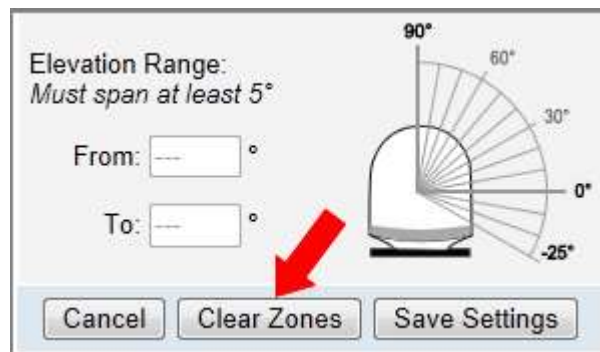 90°
60°
Elevation Range:
Must span at least 5°
30°
From: --- °
0°
To: --- °
-25°
Cancel Clear Zones Save Settings